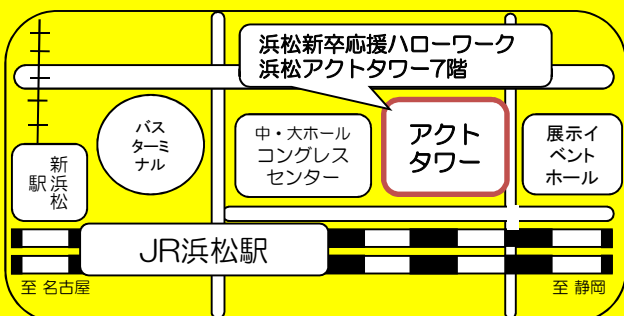 浜松新卒応援ハローワーク
浜松アクトタワー7階
バス
ターミ
ナル
中・大ホール
コングレス
センター
アクト
タワー
展示イ
ベント
ホール
新浜松
駅
JR浜松駅
至 名古屋
至 静岡